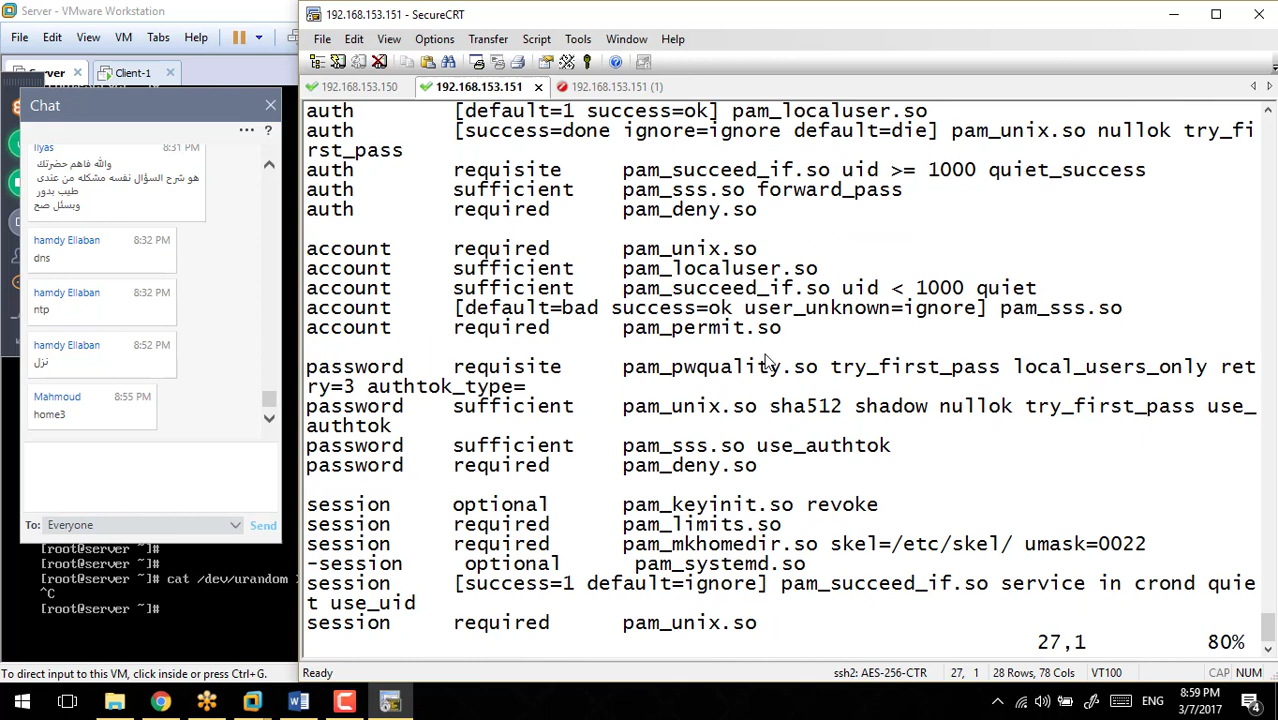 Server - VMware Workstation
File Edit View VM Tabs Help
Server × Client-1 ×
Chat
Ilyas 8:31 PM
والله فاهم حضرتك
هو شرح السؤال نفسه مشكله من عندى
طيب بدور
وبسئل صح
hamdy Ellaban 8:32 PM
dns
hamdy Ellaban 8:32 PM
ntp
hamdy Ellaban 8:52 PM
نزل
Mahmoud 8:55 PM
home3
To: Everyone Send
[root@server ~]#
[root@server ~]#
[root@server ~]# cat /dev/urandom
^C
[root@server ~]#
To direct input to this VM, click inside or press Ctrl+G.
192.168.153.151 - SecureCRT
File Edit View Options Transfer Script Tools Window Help
192.168.153.150 192.168.153.151 × 192.168.153.151 (1)
auth [default=1 success=ok] pam_localuser.so
auth [success=done ignore=ignore default=die] pam_unix.so nullok try_fi
rst_pass
auth requisite pam_succeed_if.so uid >= 1000 quiet_success
auth sufficient pam_sss.so forward_pass
auth required pam_deny.so
account required pam_unix.so
account sufficient pam_localuser.so
account sufficient pam_succeed_if.so uid < 1000 quiet
account [default=bad success=ok user_unknown=ignore] pam_sss.so
account required pam_permit.so
password requisite pam_pwquality.so try_first_pass local_users_only ret
ry=3 authtok_type=
password sufficient pam_unix.so sha512 shadow nullok try_first_pass use_
authtok
password sufficient pam_sss.so use_authtok
password required pam_deny.so
session optional pam_keyinit.so revoke
session required pam_limits.so
session required pam_mkhomedir.so skel=/etc/skel/ umask=0022
-session optional pam_systemd.so
session [success=1 default=ignore] pam_succeed_if.so service in crond quie
t use_uid
session required pam_unix.so
27,1 80%
Ready ssh2: AES-256-CTR 27, 1 28 Rows, 78 Cols VT100 CAP NUM
ENG 8:59 PM
3/7/2017 4